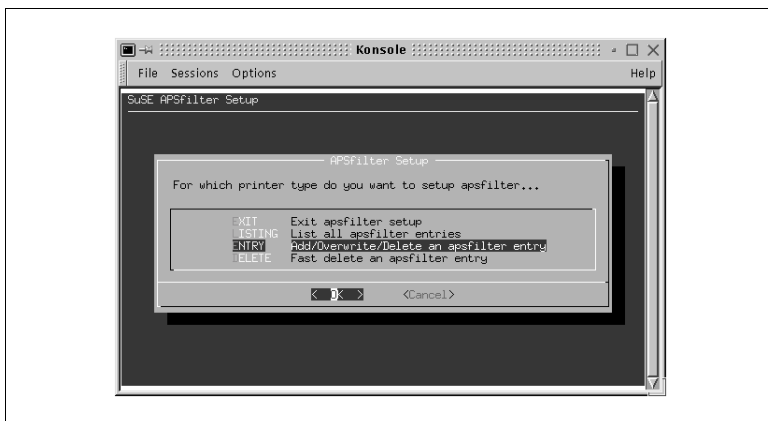 Konsole
File Sessions Options Help
SuSE APSfilter Setup
APSfilter Setup
For which printer type do you want to setup apsfilter...
EXIT Exit apsfilter setup
LISTING List all apsfilter entries
ENTRY Add/Overwrite/Delete an apsfilter entry
DELETE Fast delete an apsfilter entry
< OK > <Cancel>